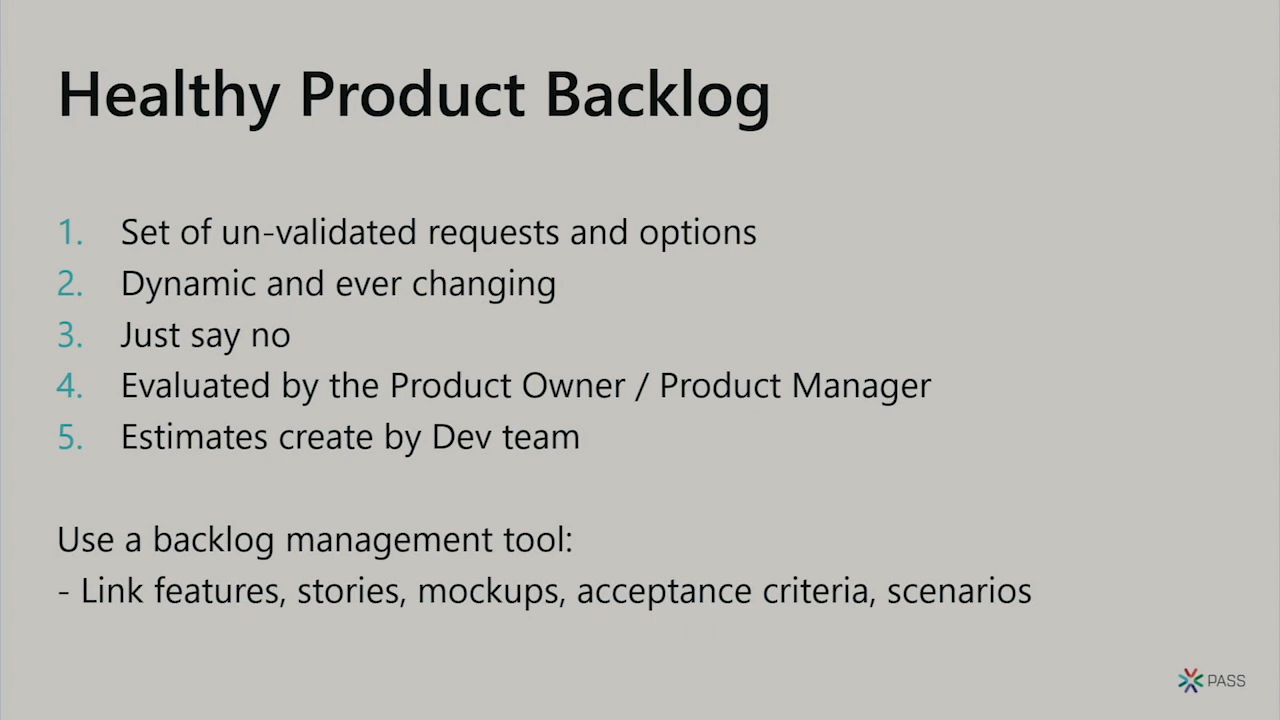 Healthy Product Backlog
1. Set of un-validated requests and options
2. Dynamic and ever changing
3. Just say no
4. Evaluated by the Product Owner / Product Manager
5. Estimates create by Dev team
Use a backlog management tool:
- Link features, stories, mockups, acceptance criteria, scenarios
PASS